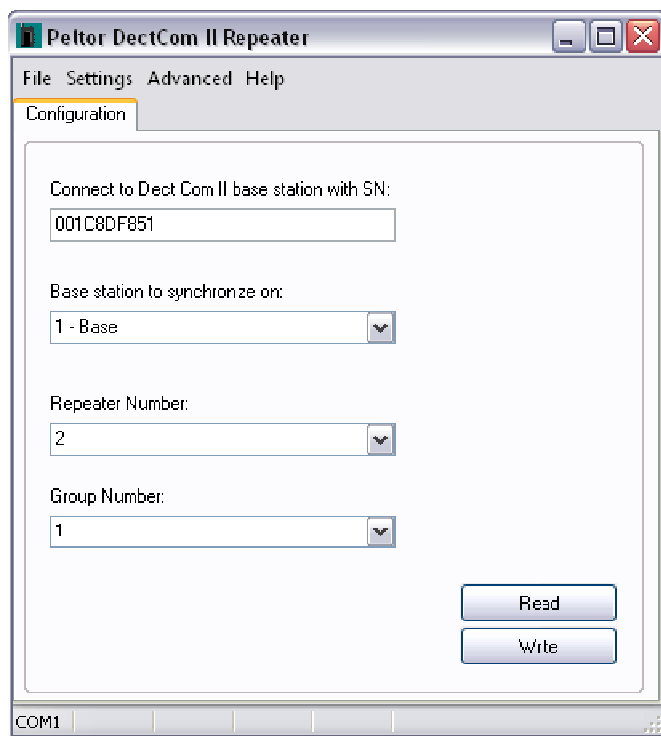 Peltor DectCom II Repeater
File Settings Advanced Help
Configuration
Connect to Dect Com II base station with SN:
001C8DF851
Base station to synchronize on:
1 - Base
Repeater Number:
2
Group Number:
1
Read
Write
COM1